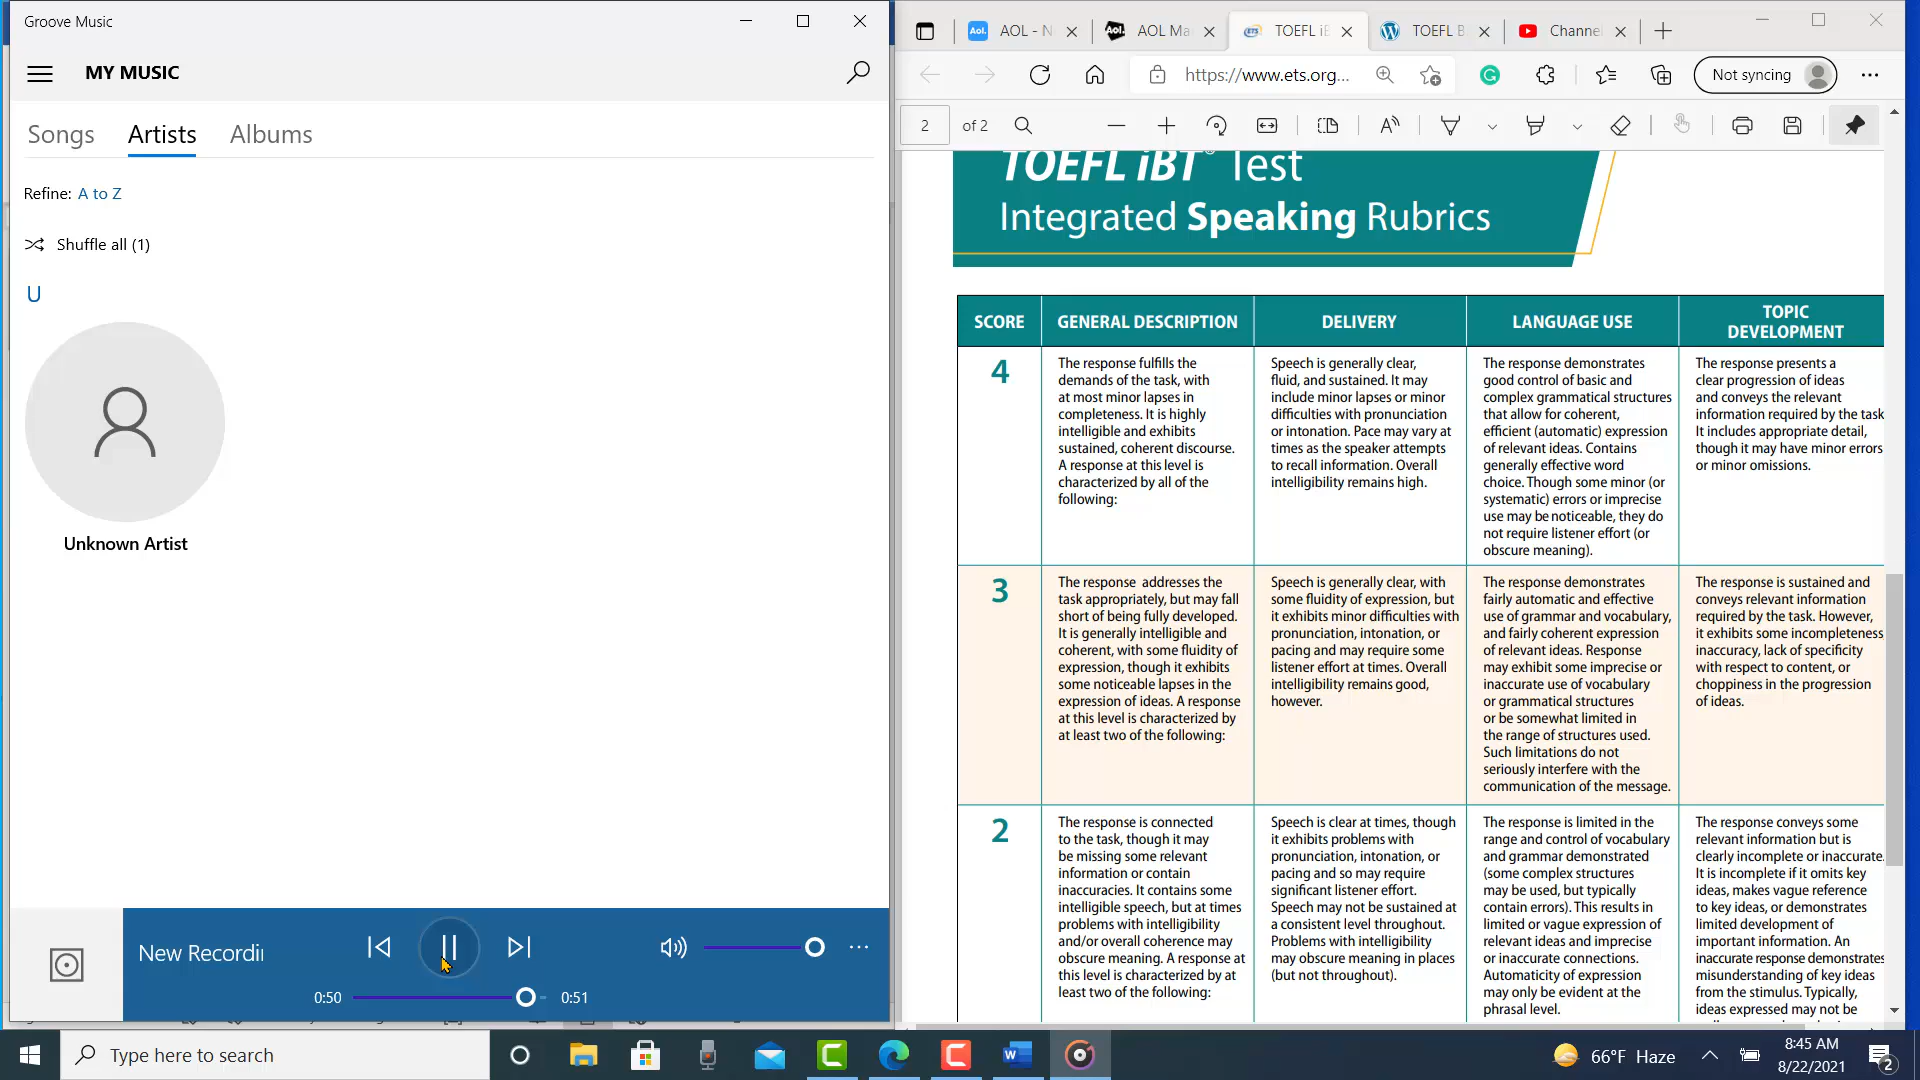 Groove Music
MY MUSIC
Songs Artists Albums
Refine: A to Z
Shuffle all (1)
U
Unknown Artist
New Recordii
0:50
0:51
AOL - N
AOL Ma
TOEFL iE
TOEFL B
Channe
https://www.ets.org...
Not syncing
2 of 2
TOEFL iBT® Test
Integrated Speaking Rubrics
SCORE
GENERAL DESCRIPTION
DELIVERY
LANGUAGE USE
TOPIC
DEVELOPMENT
4
The response fulfills the
demands of the task, with
at most minor lapses in
completeness. It is highly
intelligible and exhibits
sustained, coherent discourse.
A response at this level is
characterized by all of the
following:
Speech is generally clear,
fluid, and sustained. It may
include minor lapses or minor
difficulties with pronunciation
or intonation. Pace may vary at
times as the speaker attempts
to recall information. Overall
intelligibility remains high.
The response demonstrates
good control of basic and
complex grammatical structures
that allow for coherent,
efficient (automatic) expression
of relevant ideas. Contains
generally effective word
choice. Though some minor (or
systematic) errors or imprecise
use may be noticeable, they do
not require listener effort (or
obscure meaning).
The response presents a
clear progression of ideas
and conveys the relevant
information required by the task
It includes appropriate detail,
though it may have minor errors
or minor omissions.
3
The response addresses the
task appropriately, but may fall
short of being fully developed.
It is generally intelligible and
coherent, with some fluidity of
expression, though it exhibits
some noticeable lapses in the
expression of ideas. A response
at this level is characterized by
at least two of the following:
Speech is generally clear, with
some fluidity of expression, but
it exhibits minor difficulties with
pronunciation, intonation, or
pacing and may require some
listener effort at times. Overall
intelligibility remains good,
however.
The response demonstrates
fairly automatic and effective
use of grammar and vocabulary,
and fairly coherent expression
of relevant ideas. Response
may exhibit some imprecise or
inaccurate use of vocabulary
or grammatical structures
or be somewhat limited in
the range of structures used.
Such limitations do not
seriously interfere with the
communication of the message.
The response is sustained and
conveys relevant information
required by the task. However,
it exhibits some incompleteness
inaccuracy, lack of specificity
with respect to content, or
choppiness in the progression
of ideas.
2
The response is connected
to the task, though it may
be missing some relevant
information or contain
inaccuracies. It contains some
intelligible speech, but at times
problems with intelligibility
and/or overall coherence may
obscure meaning. A response at
this level is characterized by at
least two of the following:
Speech is clear at times, though
it exhibits problems with
pronunciation, intonation, or
pacing and so may require
significant listener effort.
Speech may not be sustained at
a consistent level throughout.
Problems with intelligibility
may obscure meaning in places
(but not throughout).
The response is limited in the
range and control of vocabulary
and grammar demonstrated
(some complex structures
may be used, but typically
contain errors). This results in
limited or vague expression of
relevant ideas and imprecise
or inaccurate connections.
Automaticity of expression
may only be evident at the
phrasal level.
The response conveys some
relevant information but is
clearly incomplete or inaccurate.
It is incomplete if it omits key
ideas, makes vague reference
to key ideas, or demonstrates
limited development of
important information. An
inaccurate response demonstrates
misunderstanding of key ideas
from the stimulus. Typically,
ideas expressed may not be
Type here to search
66°F Haze
8:45 AM
8/22/2021
2